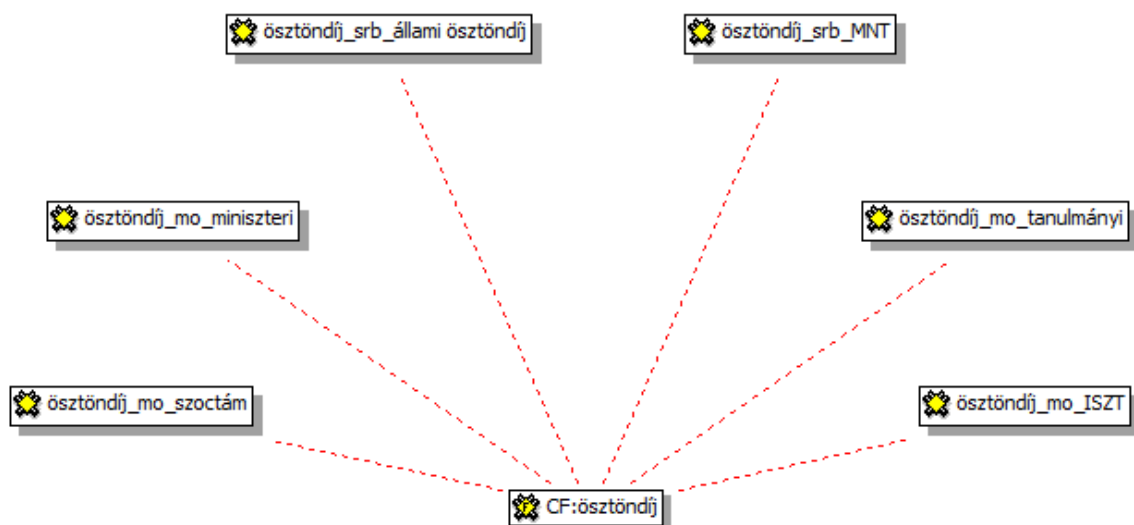 ösztöndíj_srb_állami ösztöndíj
ösztöndíj_srb_MNT
ösztöndíj_mo_miniszteri
ösztöndíj_mo_tanulmányi
ösztöndíj_mo_szoctám
ösztöndíj_mo_ISZT
CF:ösztöndíj